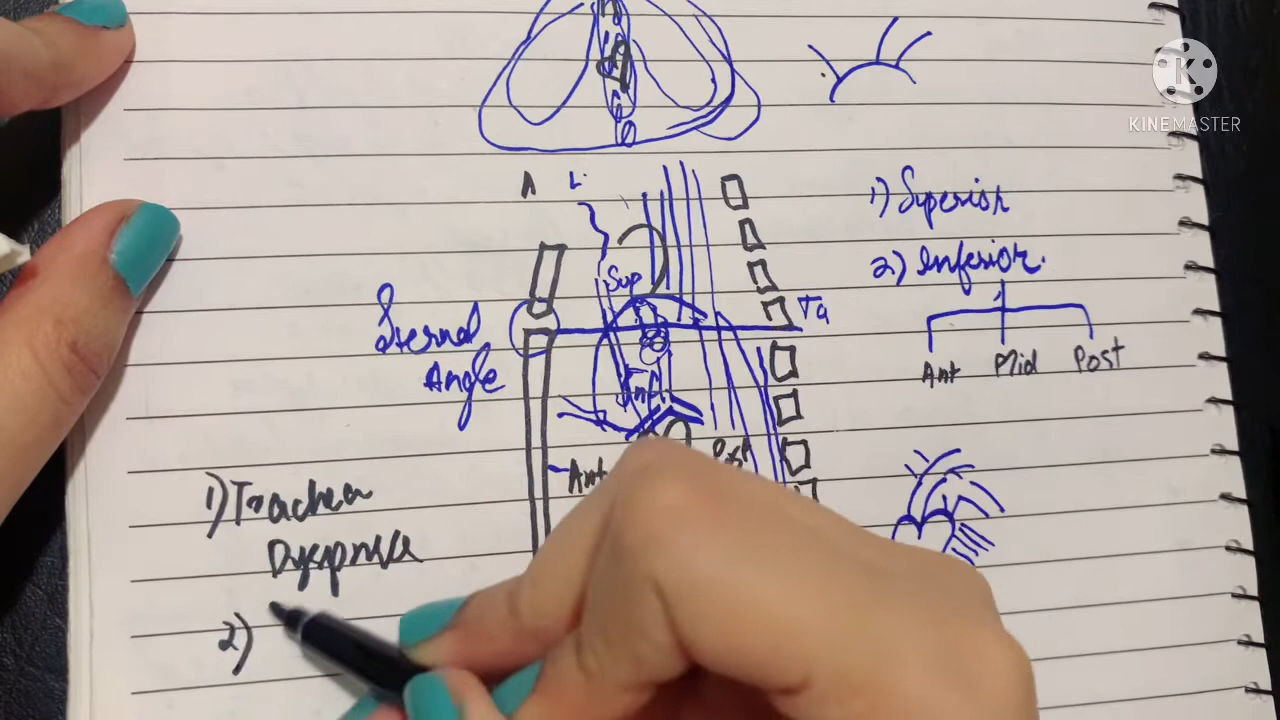 KINEMASTER
A
L
1) Superior
2) Inferior.
Sup
T4
Sternal
Angle
Inf
Ant Mid Post
Ant
Post
1) Trachea
Dyspnea
2)